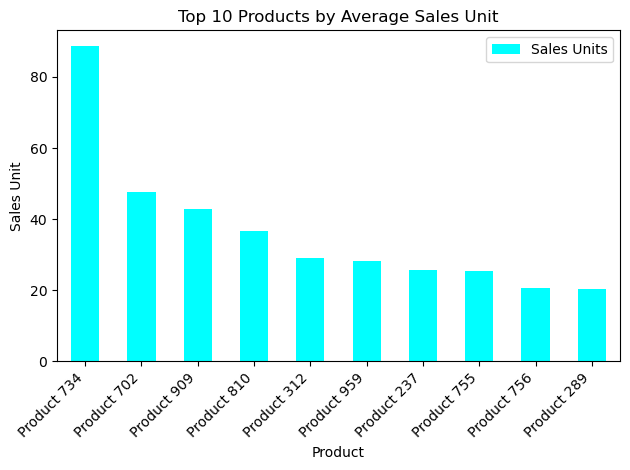 Top 10 Products by Average Sales Unit
Sales Units
Sales Unit
80
60
40
20
0
Product 734
Product 702
Product 909
Product 810
Product 312
Product 959
Product 237
Product 755
Product 756
Product 289
Product